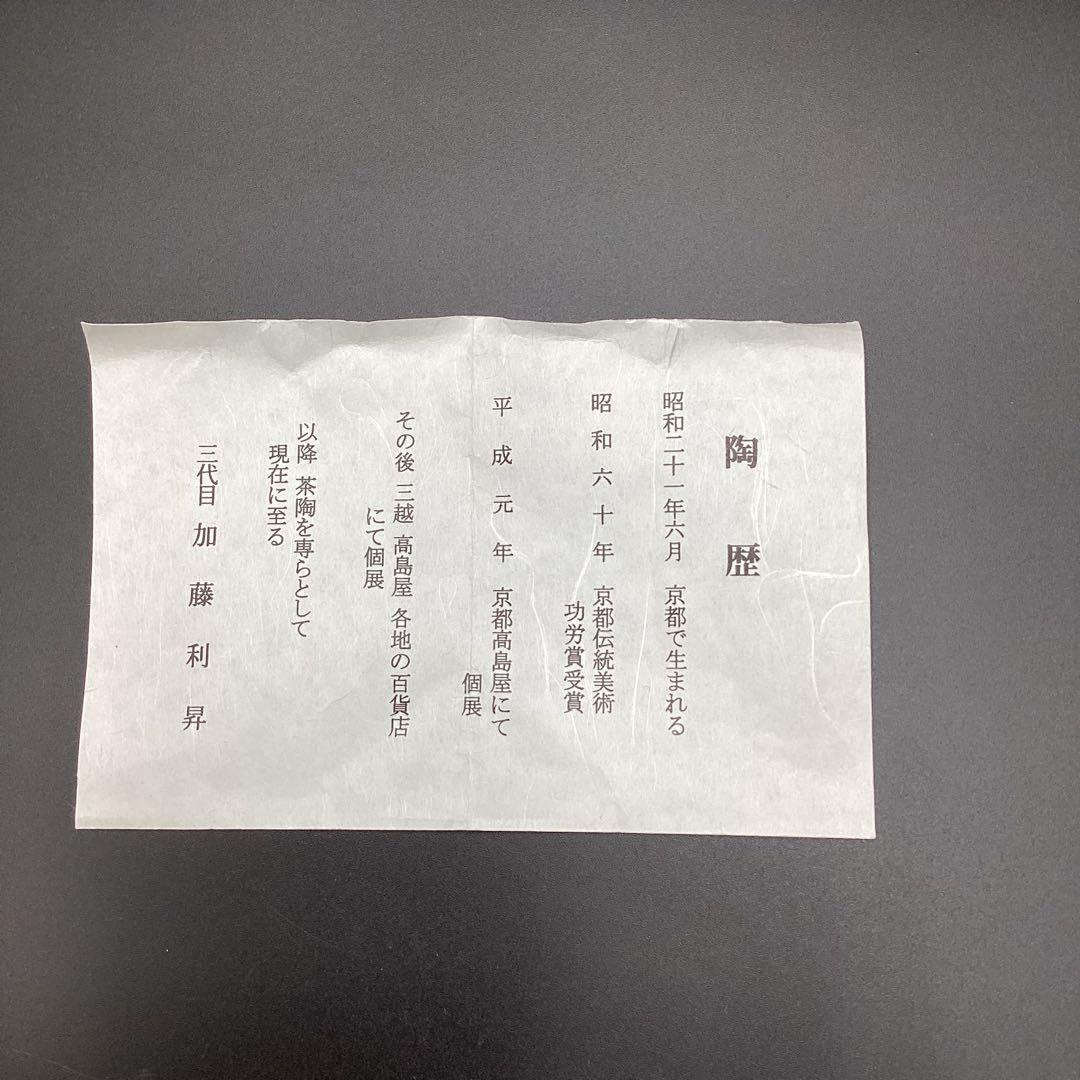 陶歴
昭和二十一年六月 京都で生まれる
昭和六十年 京都伝統美術
功労賞受賞
平成元年 京都高島屋にて
個展
その後 三越 高島屋 各地の百貨店
にて個展
以降 茶陶を専らとして
現在に至る
三代目 加藤利昇